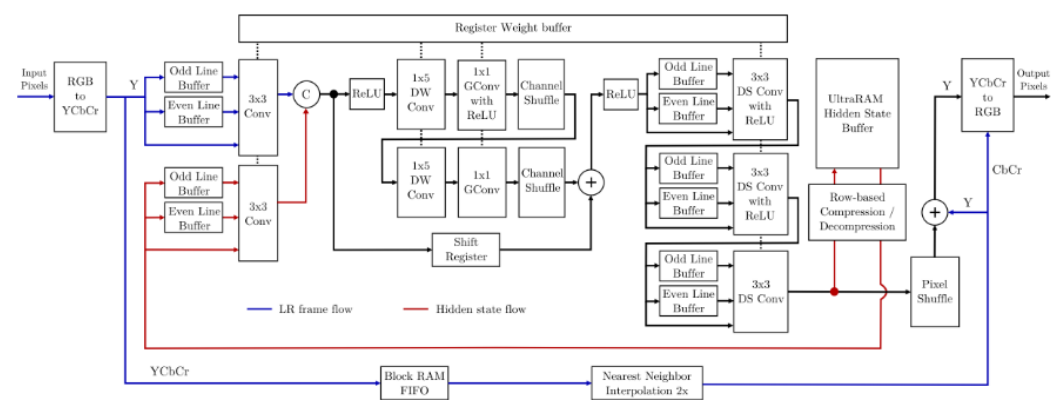 Register Weight buffer
Input
Pixels
RGB
to
YCbCr
Y
Odd Line
Buffer
Even Line
Buffer
3x3
Conv
C
ReLU
1x5
DW
Conv
1x1
GConv
with
ReLU
Channel
Shuffle
1x5
DW
Conv
1x1
GConv
Channel
Shuffle
+
Shift
Register
Odd Line
Buffer
Even Line
Buffer
3x3
Conv
ReLU
Odd Line
Buffer
Even Line
Buffer
3x3
DS Conv
with
ReLU
Odd Line
Buffer
Even Line
Buffer
3x3
DS Conv
with
ReLU
Odd Line
Buffer
Even Line
Buffer
3x3
DS Conv
UltraRAM
Hidden State
Buffer
Row-based
Compression /
Decompression
Pixel
Shuffle
+
Y
Y
CbCr
YCbCr
to
RGB
Output
Pixels
LR frame flow
Hidden state flow
YCbCr
Block RAM
FIFO
Nearest Neighbor
Interpolation 2x